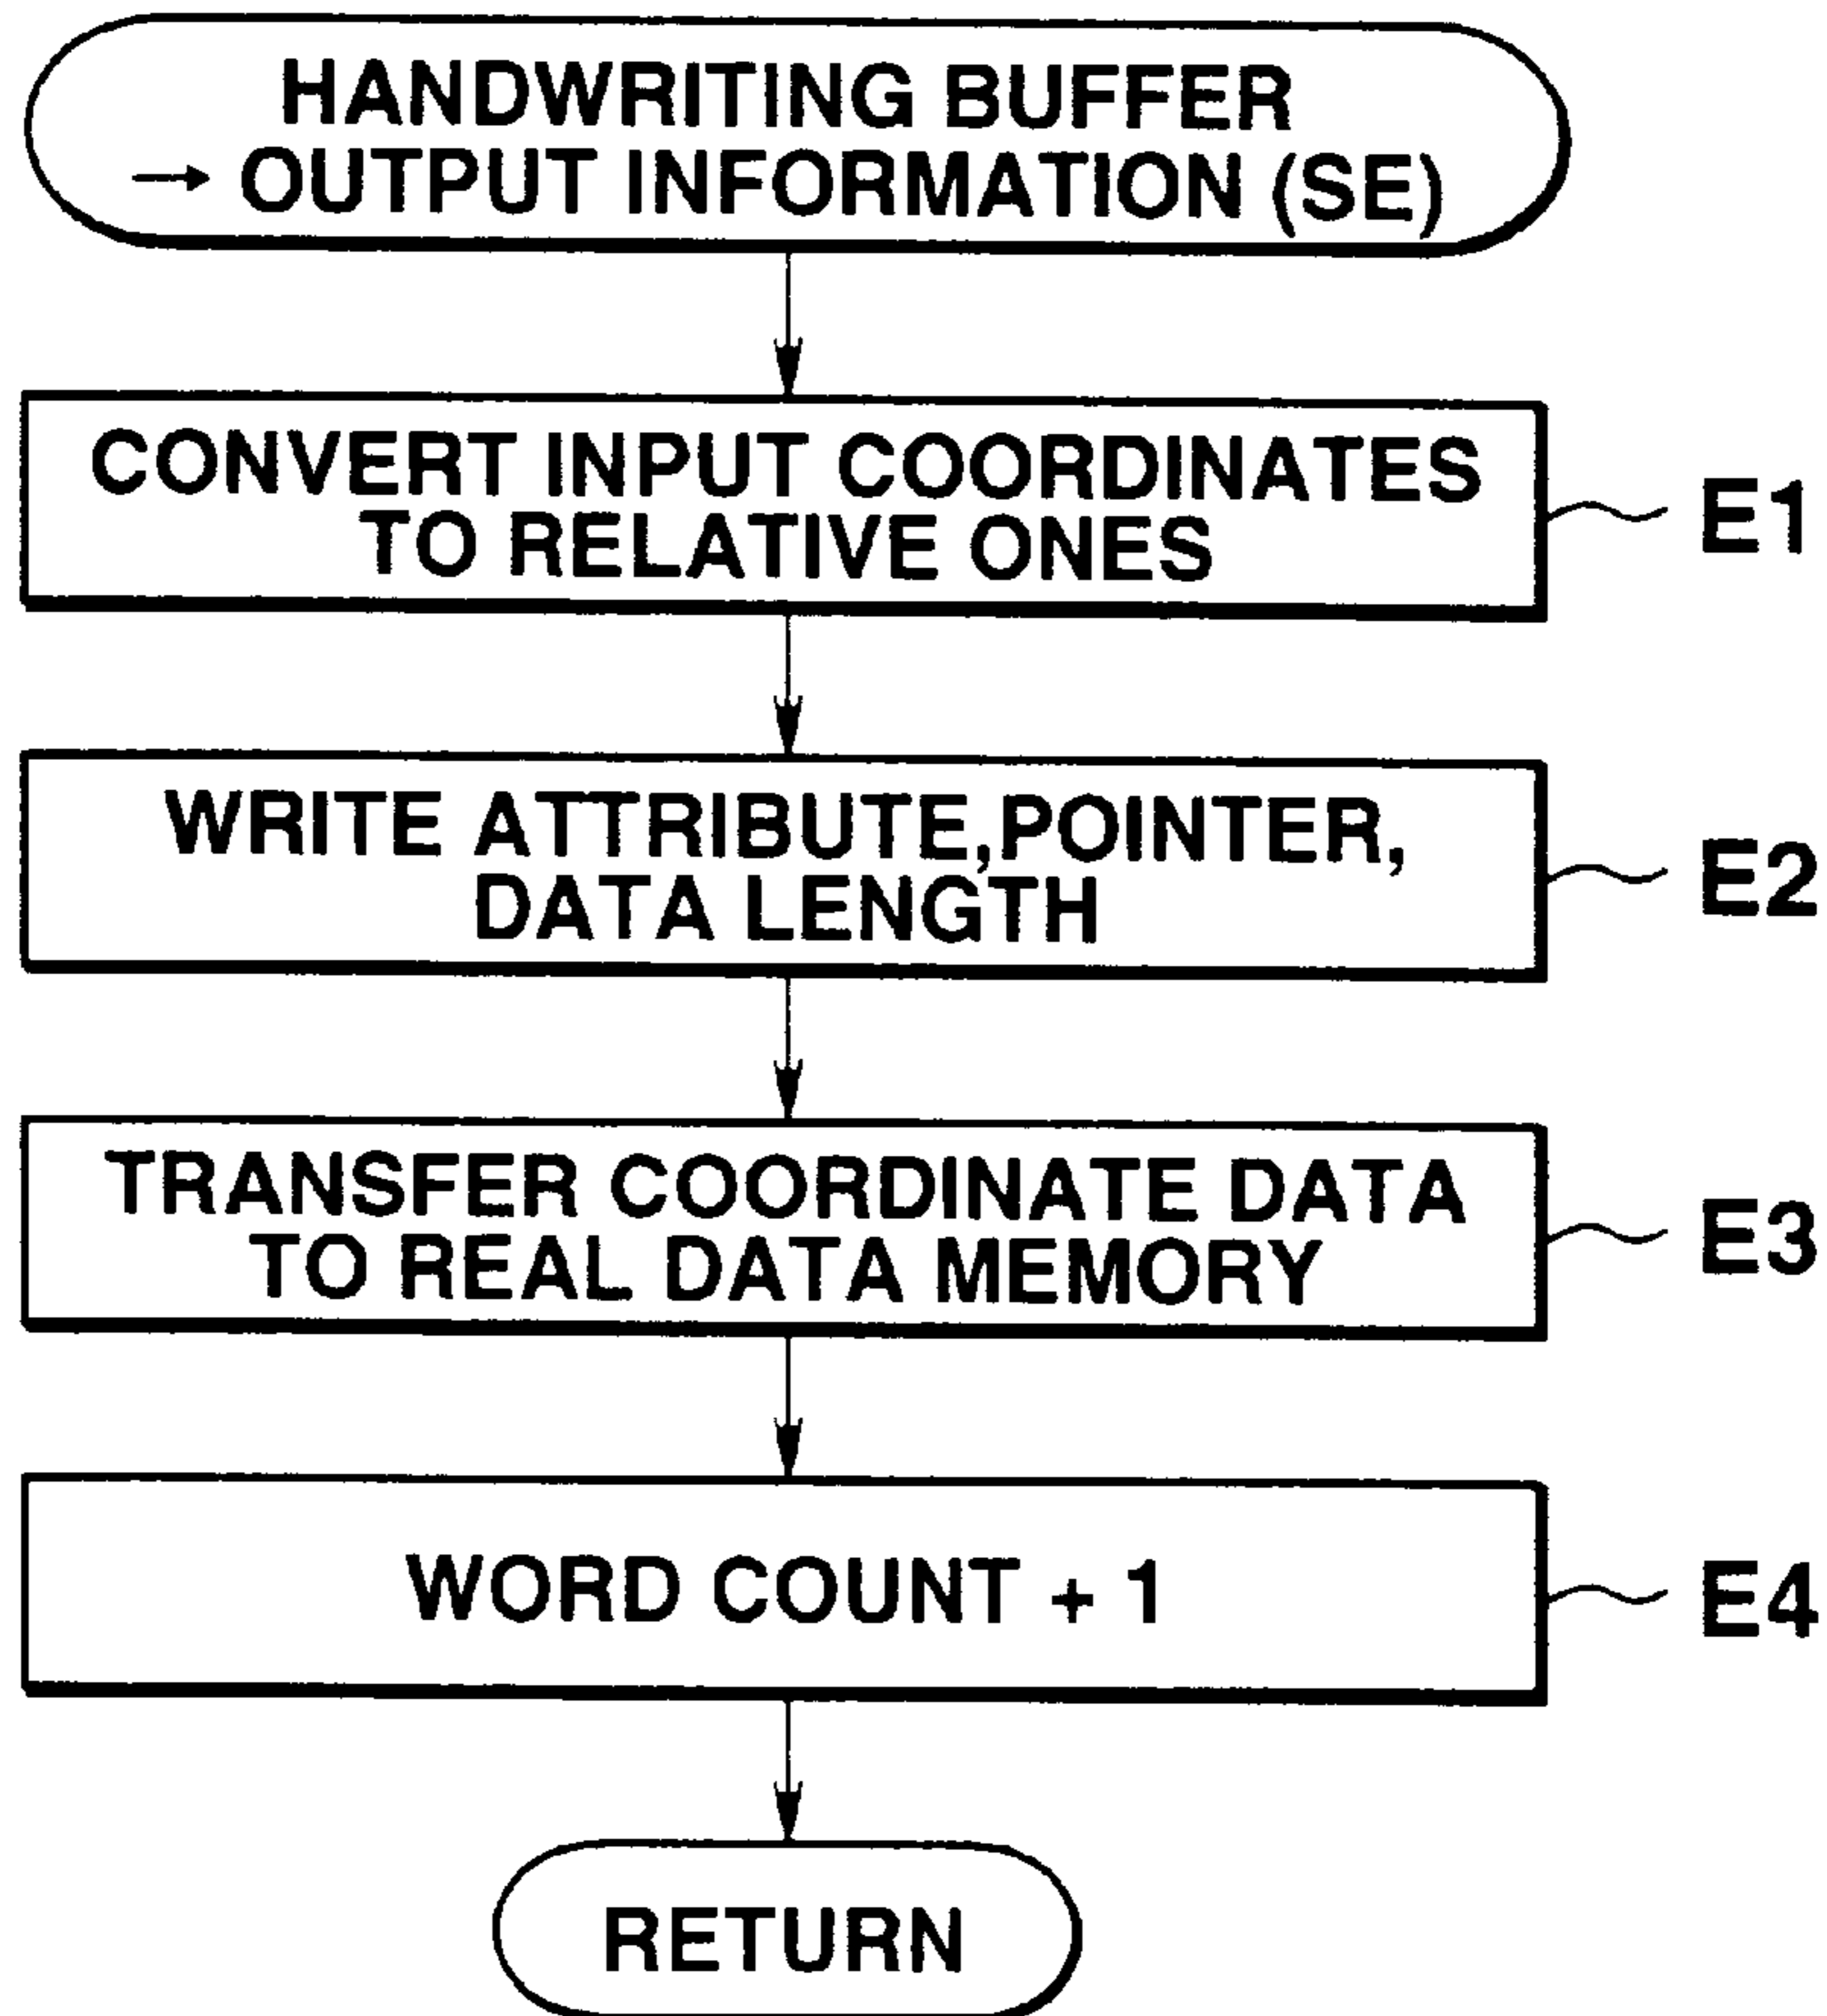 HANDWRITING BUFFER
→ OUTPUT INFORMATION (SE)
CONVERT INPUT COORDINATES
TO RELATIVE ONES
E1
WRITE ATTRIBUTE, POINTER,
DATA LENGTH
E2
TRANSFER COORDINATE DATA
TO REAL DATA MEMORY
E3
WORD COUNT + 1
E4
RETURN